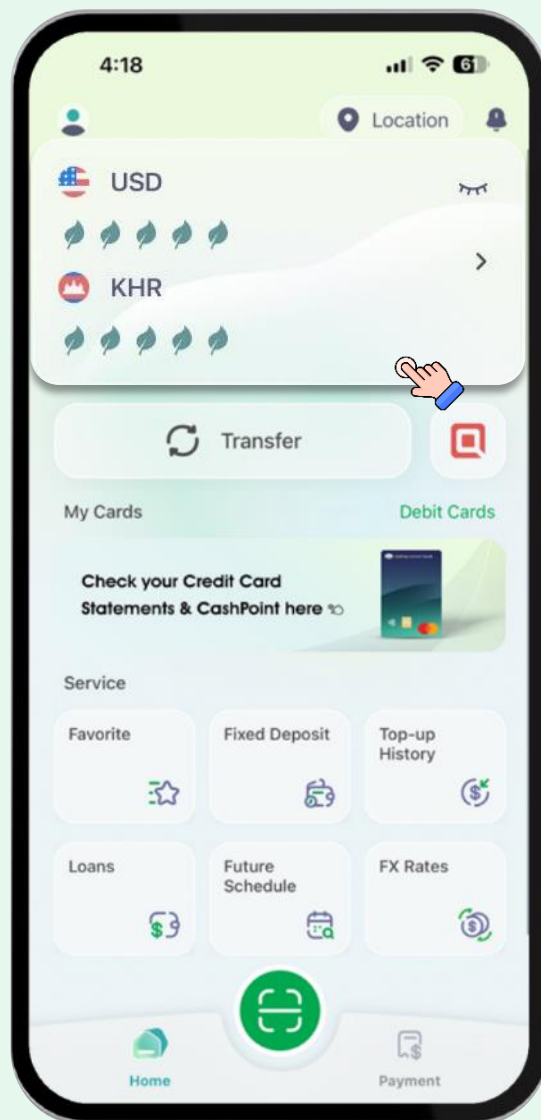 4:18
61
Location
USD
KHR
Transfer
My Cards
Debit Cards
Check your Credit Card
Statements & CashPoint here
Service
Favorite
Fixed Deposit
Top-up
History
Loans
Future
Schedule
FX Rates
Home
Payment